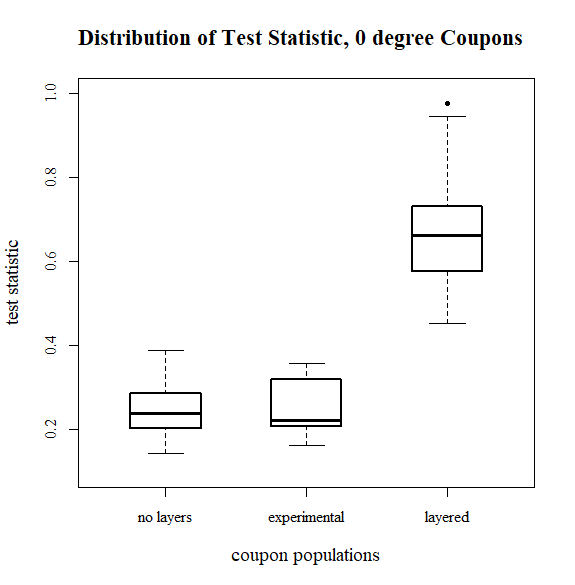 Distribution of Test Statistic, 0 degree Coupons
test statistic
1.0
0.8
0.6
0.4
0.2
no layers experimental layered
coupon populations